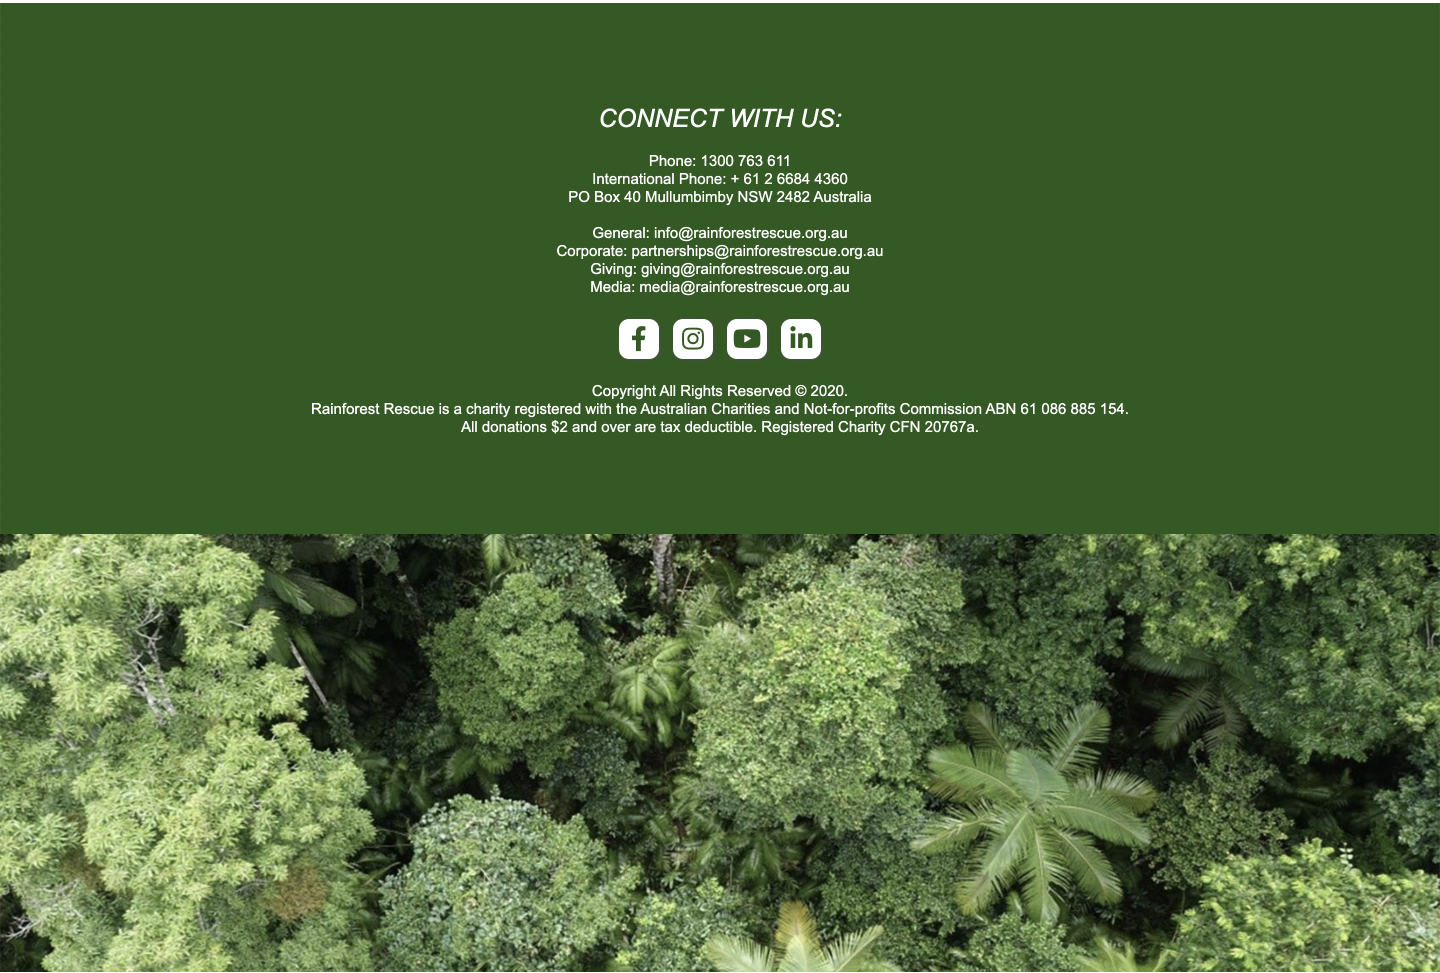 CONNECT WITH US:
Phone: 1300 763 611
International Phone: + 61 2 6684 4360
PO Box 40 Mullumbimby NSW 2482 Australia
General: info@rainforestrescue.org.au
Corporate: partnerships@rainforestrescue.org.au
Giving: giving@rainforestrescue.org.au
Media: media@rainforestrescue.org.au
Copyright All Rights Reserved © 2020.
Rainforest Rescue is a charity registered with the Australian Charities and Not-for-profits Commission ABN 61 086 885 154.
All donations $2 and over are tax deductible. Registered Charity CFN 20767a.